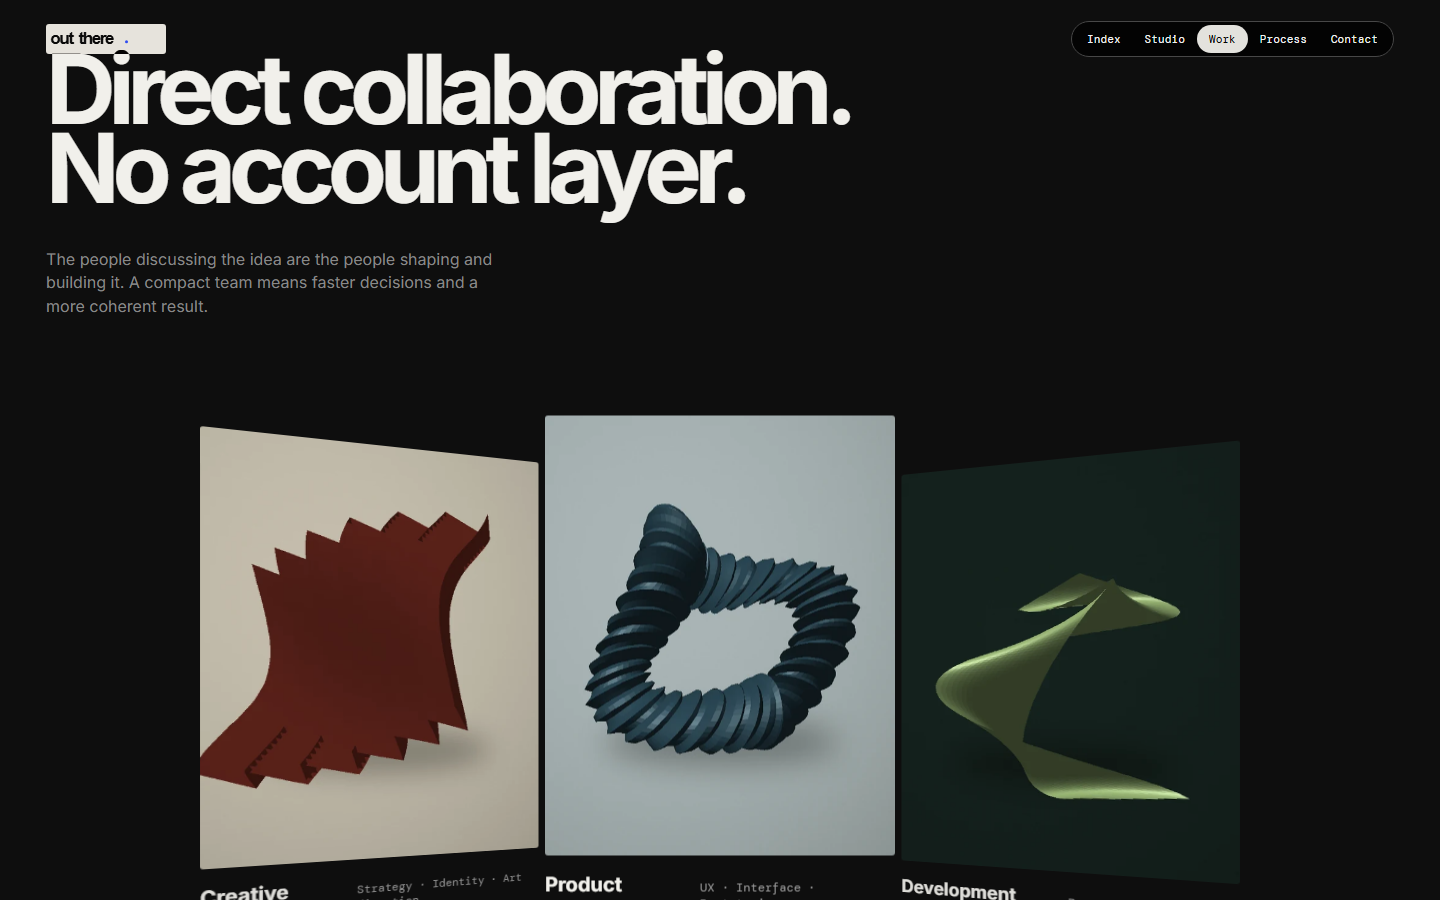 out there .
Index Studio Work Process Contact
Direct collaboration.
No account layer.
The people discussing the idea are the people shaping and
building it. A compact team means faster decisions and a
more coherent result.
Creative
Strategy · Identity · Art
Product
UX · Interface ·
Development